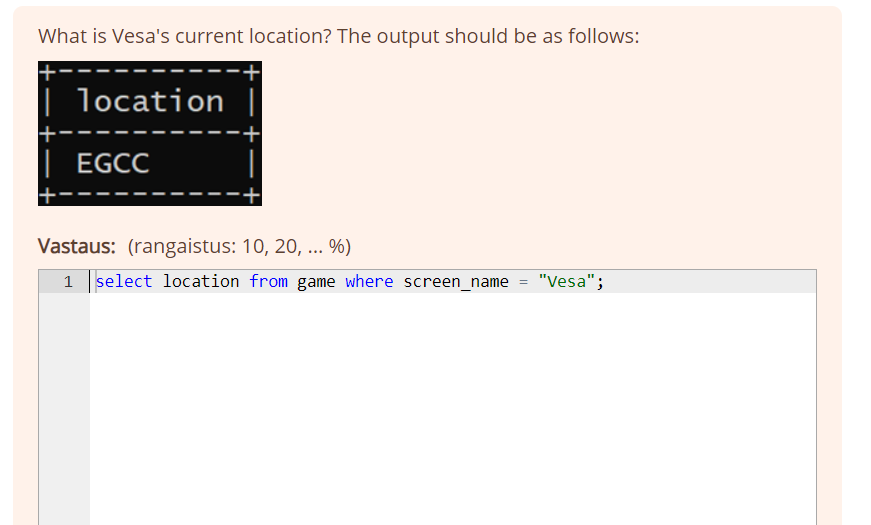 What is Vesa's current location? The output should be as follows:
+----------+
| location |
+----------+
| EGCC     |
+----------+
Vastaus: (rangaistus: 10, 20, ... %)
1 select location from game where screen_name = "Vesa";